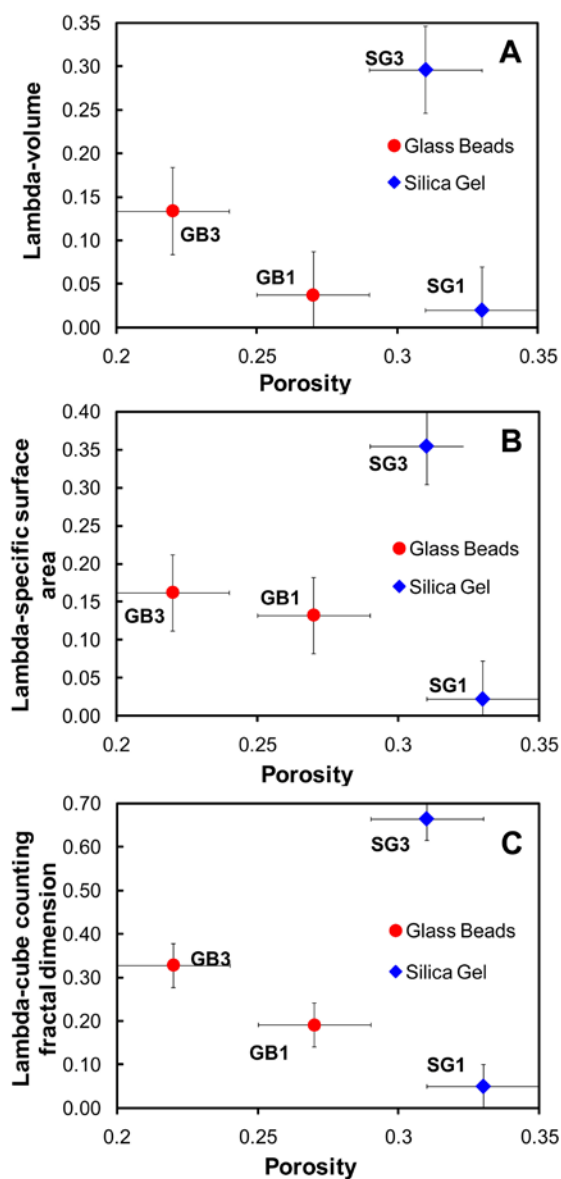 A
0.35
0.30
0.25
0.20
0.15
0.10
0.05
0.00
Lambda-volume
SG3
Glass Beads
Silica Gel
GB3
GB1
SG1
0.2
0.25
0.3
0.35
Porosity
B
0.40
0.35
0.30
0.25
0.20
0.15
0.10
0.05
0.00
Lambda-specific surface
area
SG3
Glass Beads
Silica Gel
GB3
GB1
SG1
0.2
0.25
0.3
0.35
Porosity
C
0.70
0.60
0.50
0.40
0.30
0.20
0.10
0.00
Lambda-cube counting
fractal dimension
SG3
Glass Beads
Silica Gel
GB3
GB1
SG1
0.2
0.25
0.3
0.35
Porosity